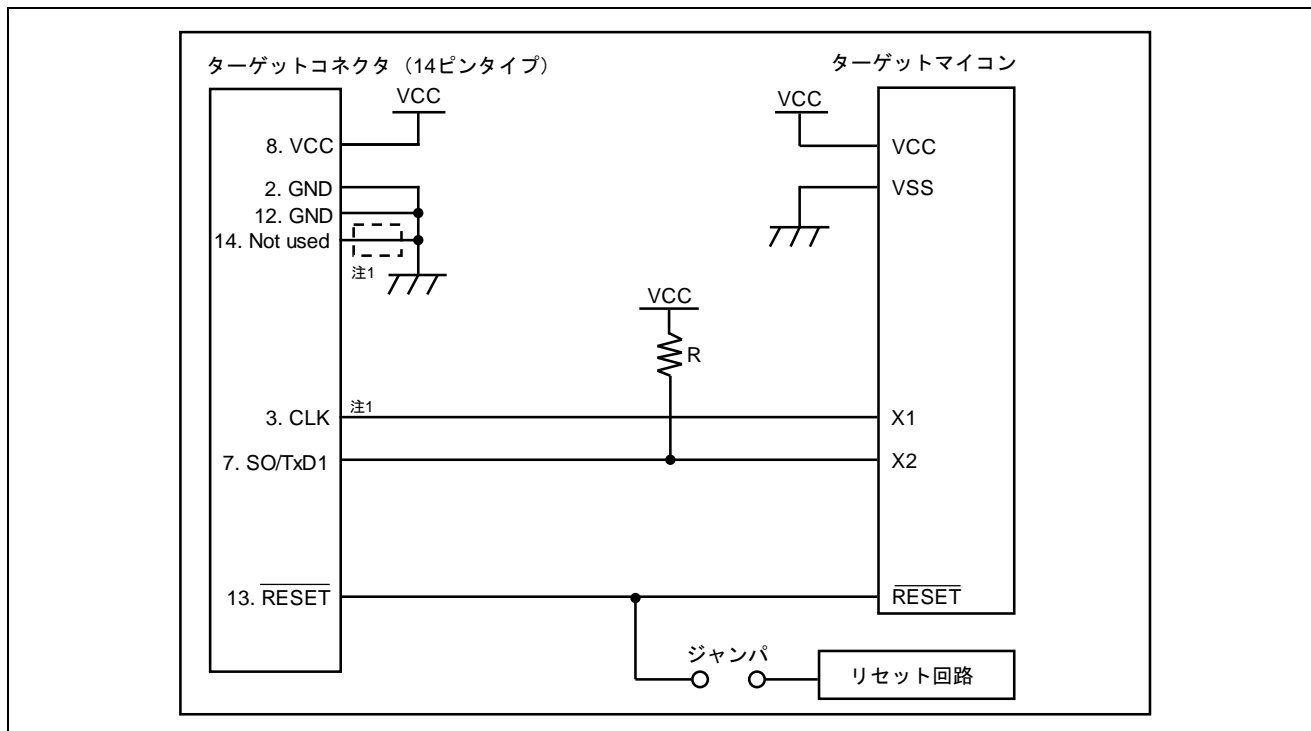 ターゲットコネクタ（14ピンタイプ）
ターゲットマイコン
VCC
VCC
8. VCC
VCC
2. GND
VSS
12. GND
14. Not used
注1
VCC
R
3. CLK
注1
X1
7. SO/TxD1
X2
13. RESET
RESET
ジャンパ
リセット回路